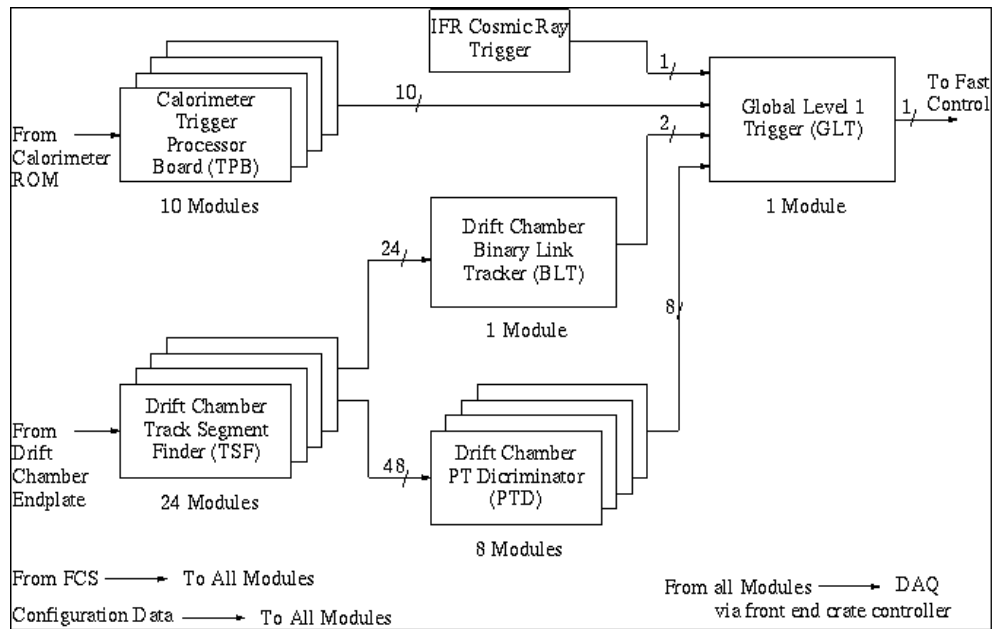 IFR Cosmic Ray
Trigger
1
10
Calorimeter
Trigger
Processor
Board (TPB)
From
Calorimeter
ROM
10 Modules
2
Global Level 1
Trigger (GLT)
1
To Fast
Control
1 Module
24
Drift Chamber
Binary Link
Tracker (BLT)
1 Module
8
Drift Chamber
Track Segment
Finder (TSF)
From
Drift
Chamber
Endplate
24 Modules
48
Drift Chamber
PT Dicriminator
(PTD)
8 Modules
From FCS
To All Modules
Configuration Data
To All Modules
From all Modules
DAQ
via front end crate controller